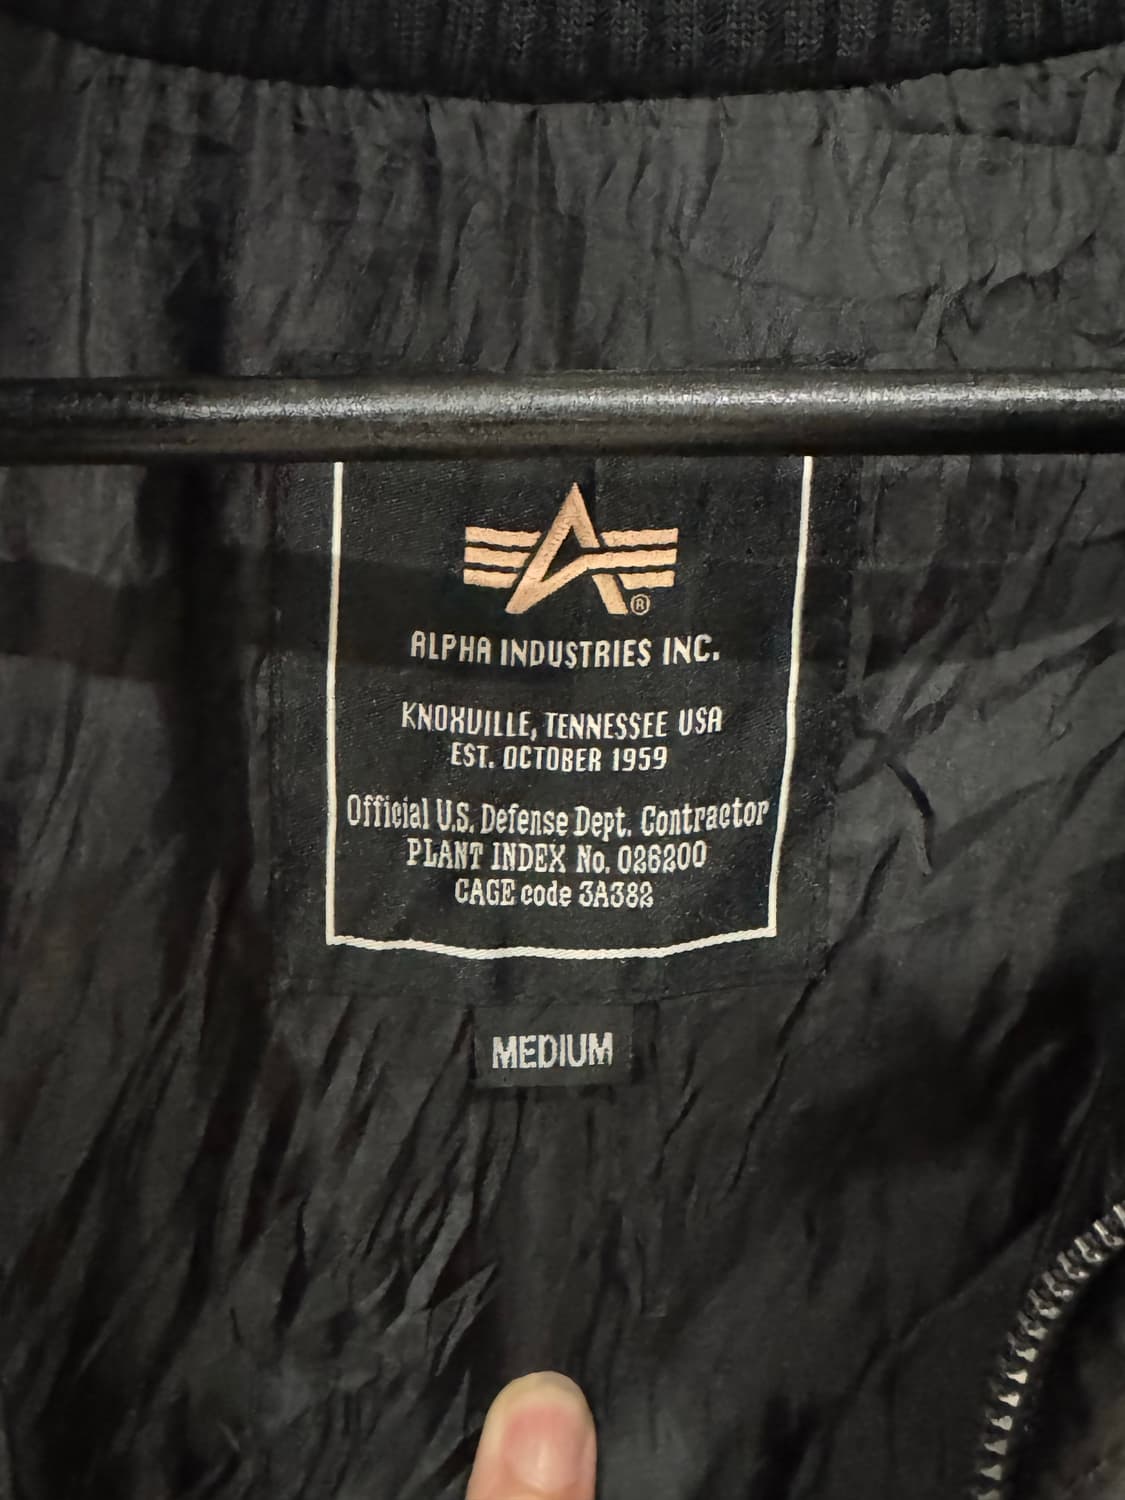 ®
ALPHA INDUSTRIES INC.
KNOXVILLE, TENNESSEE USA
EST. OCTOBER 1959
Official U.S. Defense Dept. Contractor
PLANT INDEX No. 026200
CAGE code 3A382
MEDIUM